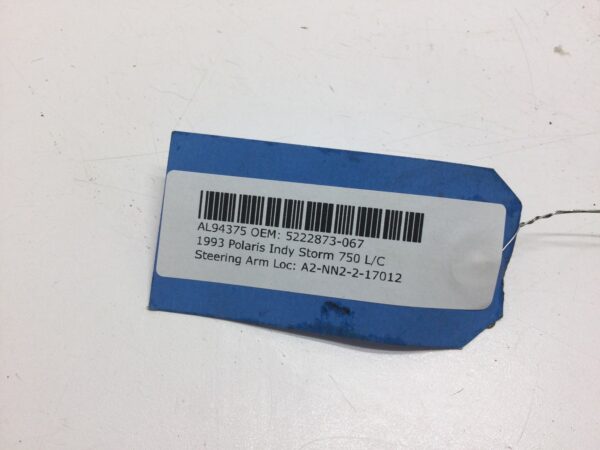 AL94375 OEM: 5222873-067
1993 Polaris Indy Storm 750 L/C
Steering Arm Loc: A2-NN2-2-17012